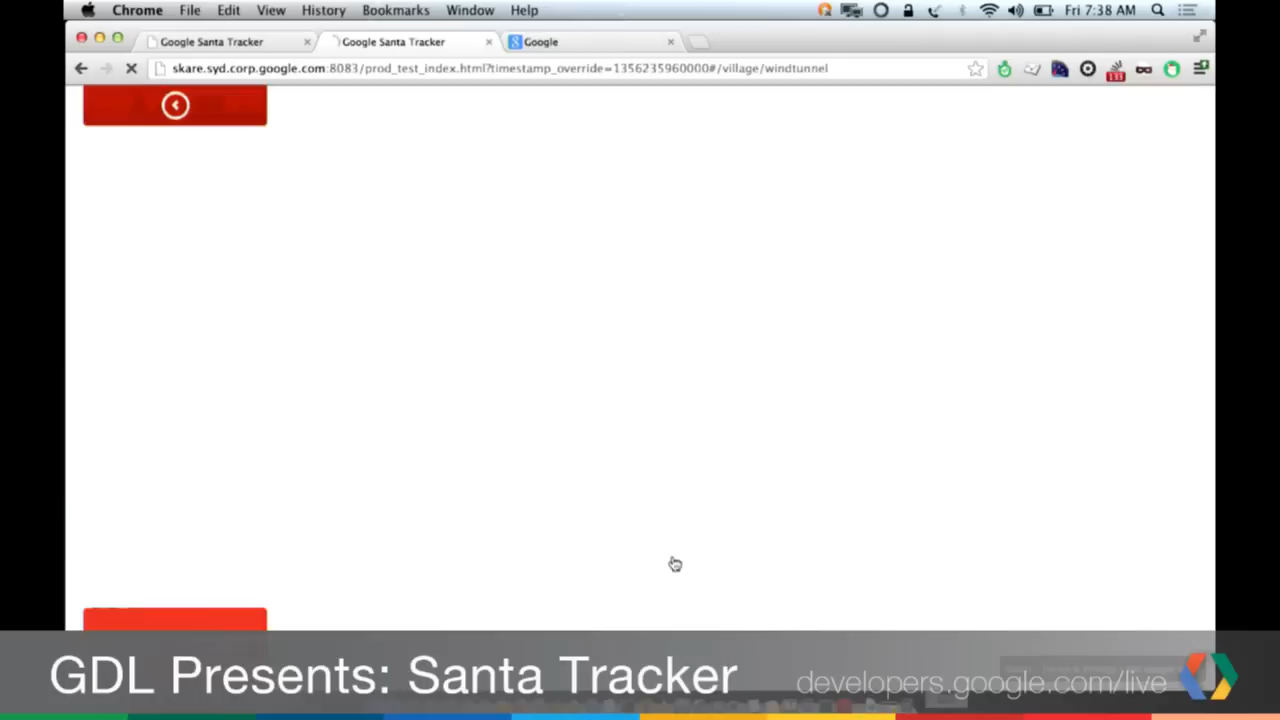 Chrome File Edit View History Bookmarks Window Help Fri 7:38 AM
Google Santa Tracker Google Santa Tracker Google
skare.syd.corp.google.com:8083/prod_test_index.html?timestamp_override=1356235960000#/village/windtunnel
133
GDL Presents: Santa Tracker developers.google.com/live